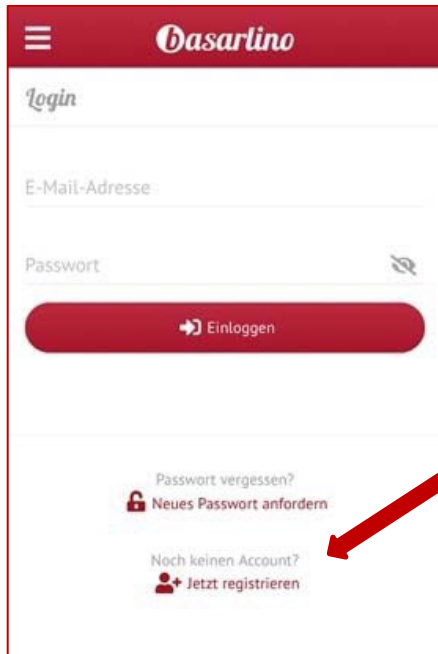 basarlino
Login
E-Mail-Adresse
Passwort
Einloggen
Passwort vergessen?
Neues Passwort anfordern
Noch keinen Account?
Jetzt registrieren